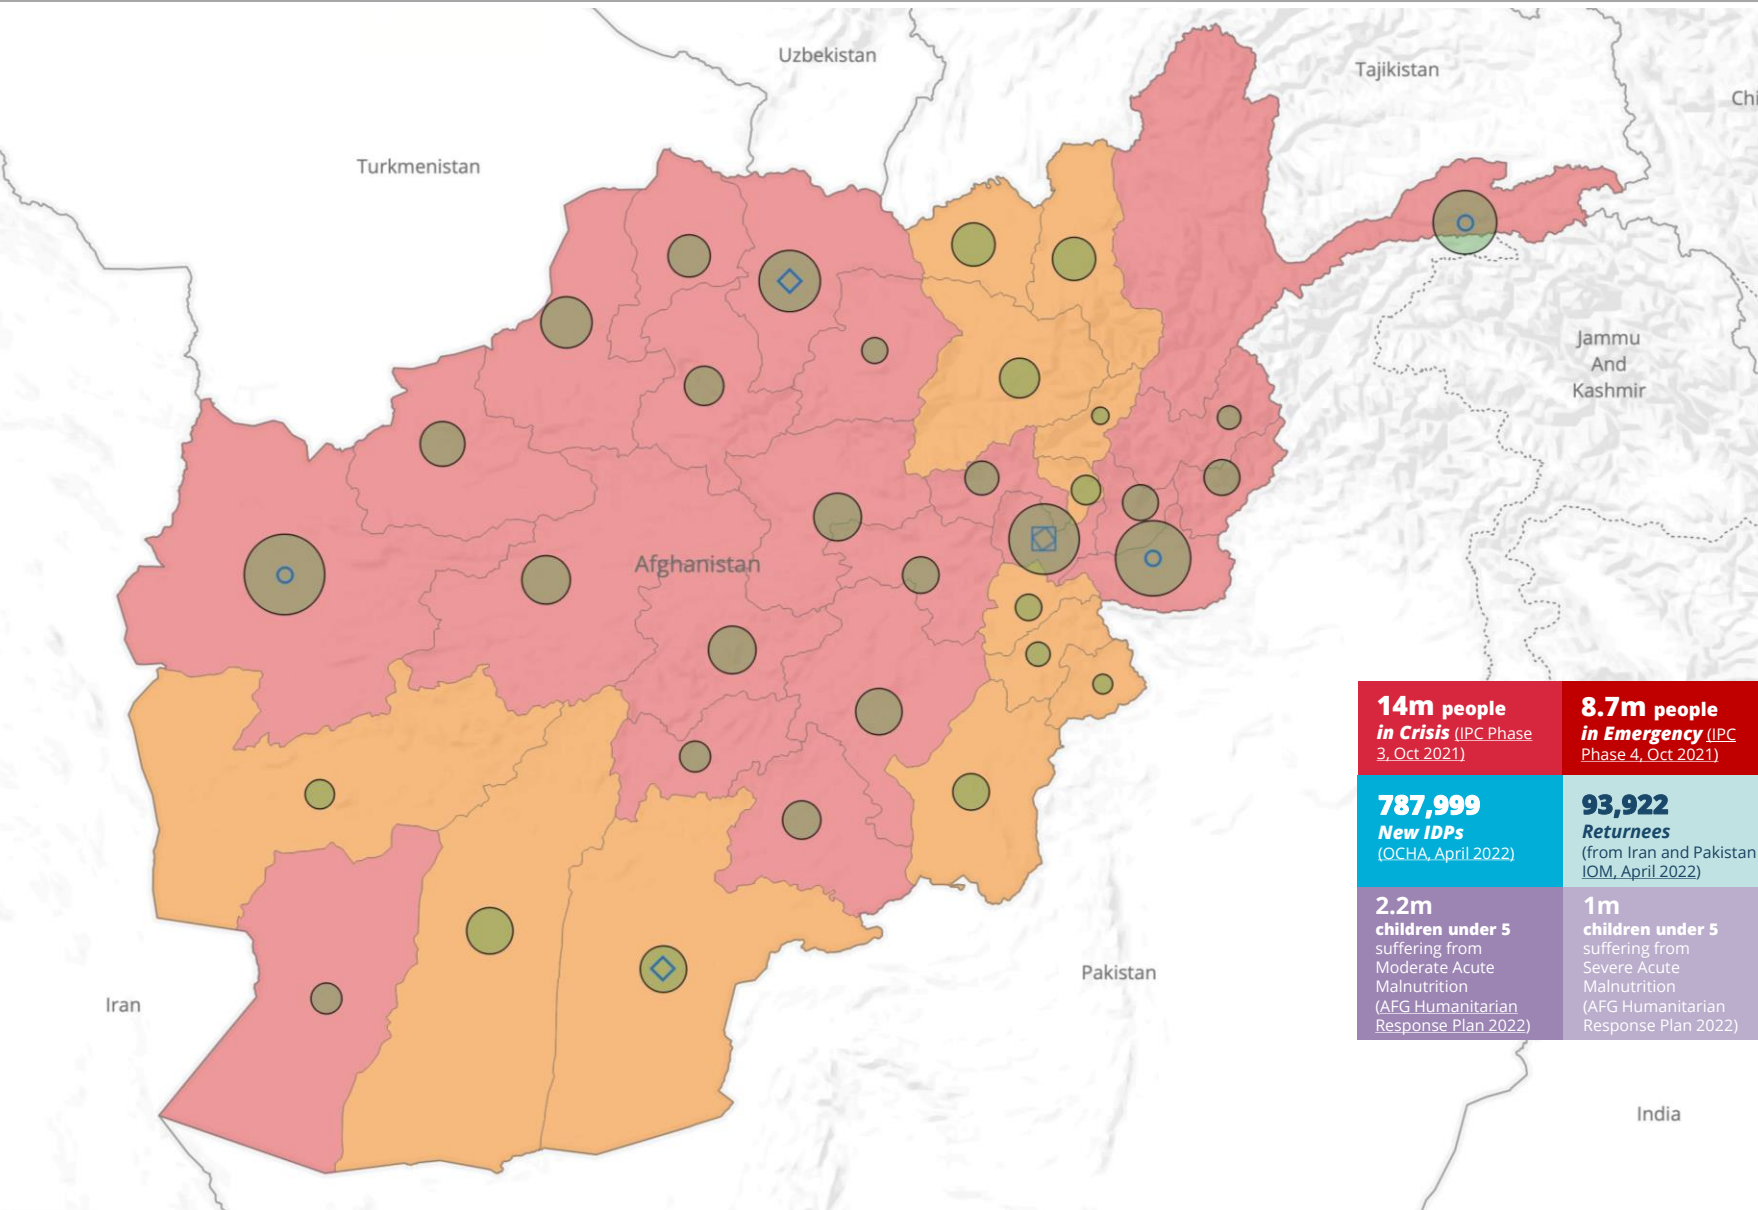 Uzbekistan
Tajikistan
Chi
Turkmenistan
Jammu
And
Kashmir
Afghanistan
Pakistan
Iran
India
14m people
in Crisis (IPC Phase
3, Oct 2021)
8.7m people
in Emergency (IPC
Phase 4, Oct 2021)
787,999
New IDPs
(OCHA, April 2022)
93,922
Returnees
(from Iran and Pakistan
IOM, April 2022)
2.2m
children under 5
suffering from
Moderate Acute
Malnutrition
(AFG Humanitarian
Response Plan 2022)
1m
children under 5
suffering from
Severe Acute
Malnutrition
(AFG Humanitarian
Response Plan 2022)